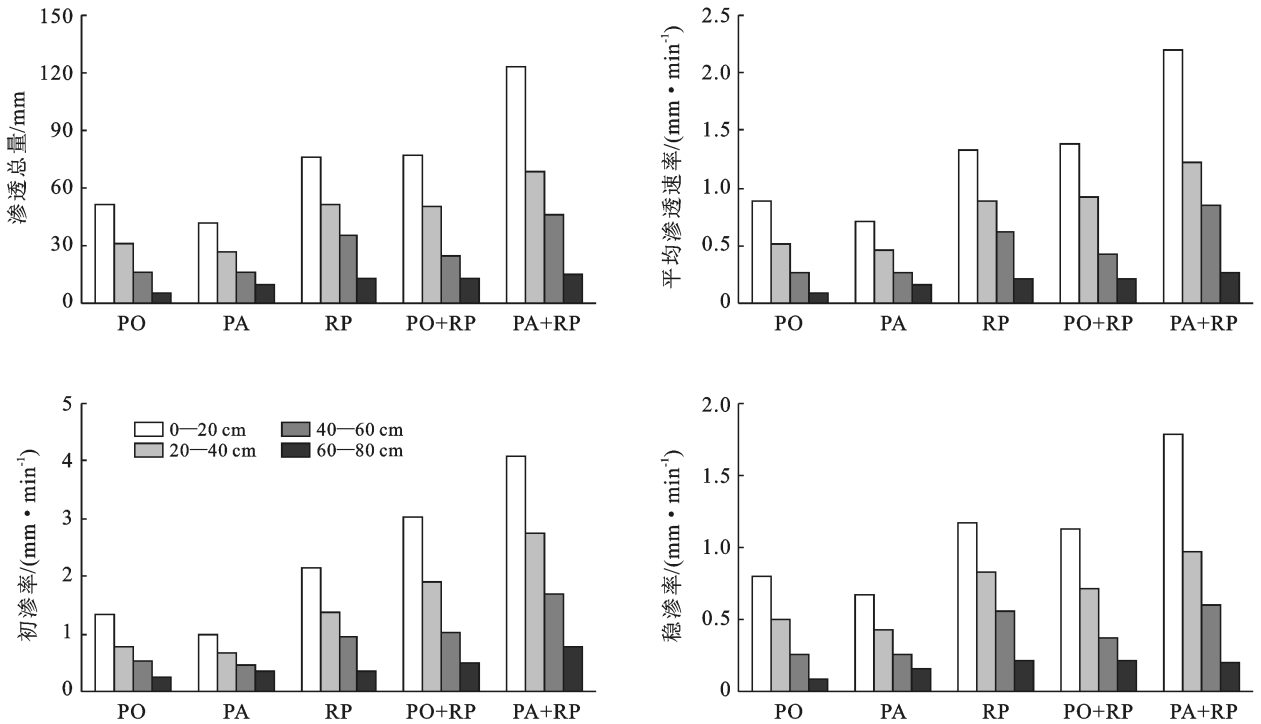 渗透总量/mm
150
120
90
60
30
0
PO PA RP PO+RP PA+RP
平均渗透速率/(mm·min⁻¹)
2.5
2.0
1.5
1.0
0.5
0
PO PA RP PO+RP PA+RP
初渗率/(mm·min⁻¹)
5
4
3
2
1
0
0—20 cm 40—60 cm
20—40 cm 60—80 cm
PO PA RP PO+RP PA+RP
稳渗率/(mm·min⁻¹)
2.0
1.5
1.0
0.5
0
PO PA RP PO+RP PA+RP